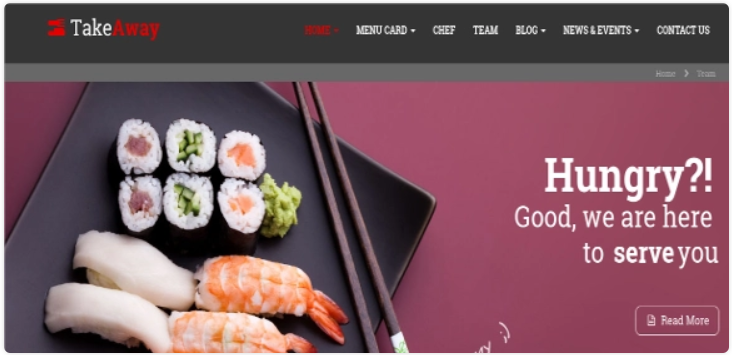 TakeAway
HOME MENU CARD CHEF TEAM BLOG NEWS & EVENTS CONTACT US
Home Team
Hungry?!
Good, we are here
to serve you
Read More
;)